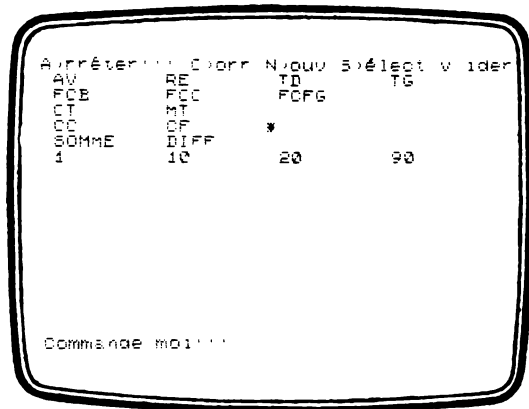 A)rrêter... C)orr N)ouv S)élect V)ider
AV RE TD TG
FCB FCC FCFG
CT MT
CC CF *
SOMME DIFF
1 10 20 90
Commande moi...